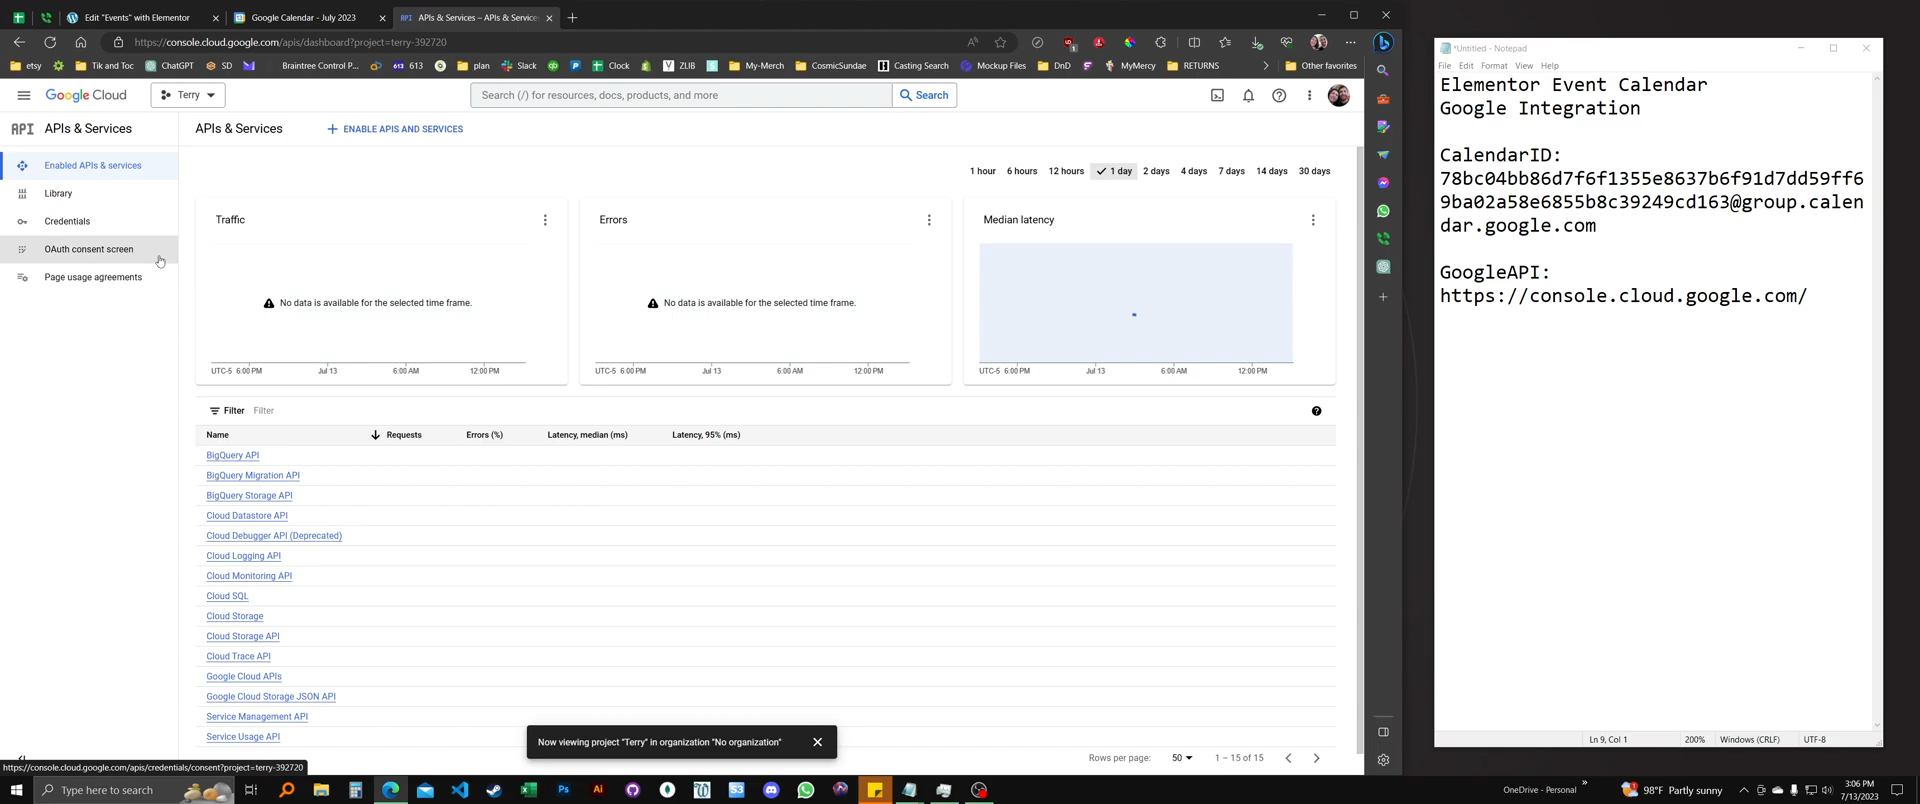 Edit "Events" with Elementor
Google Calendar - July 2023
API APIs & Services – APIs & Service
https://console.cloud.google.com/apis/dashboard?project=terry-392720
etsy
Tik and Toc
ChatGPT
SD
Braintree Control P...
613 613
plan
Slack
Clock
ZLIB
My-Merch
CosmicSundae
Casting Search
Mockup Files
DnD
MyMercy
RETURNS
Other favorites
Google Cloud
Terry
Search (/) for resources, docs, products, and more
Search
API APIs & Services
Enabled APIs & services
Library
Credentials
OAuth consent screen
Page usage agreements
APIs & Services
ENABLE APIS AND SERVICES
1 hour 6 hours 12 hours 1 day 2 days 4 days 7 days 14 days 30 days
Traffic
No data is available for the selected time frame.
UTC-5 6:00 PM Jul 13 6:00 AM 12:00 PM
Errors
No data is available for the selected time frame.
UTC-5 6:00 PM Jul 13 6:00 AM 12:00 PM
Median latency
UTC-5 6:00 PM Jul 13 6:00 AM 12:00 PM
Filter Filter
Name Requests Errors (%) Latency, median (ms) Latency, 95% (ms)
BigQuery API
BigQuery Migration API
BigQuery Storage API
Cloud Datastore API
Cloud Debugger API (Deprecated)
Cloud Logging API
Cloud Monitoring API
Cloud SQL
Cloud Storage
Cloud Storage API
Cloud Trace API
Google Cloud APIs
Google Cloud Storage JSON API
Service Management API
Service Usage API
Now viewing project "Terry" in organization "No organization"
Rows per page: 50 1 – 15 of 15
https://console.cloud.google.com/apis/credentials/consent?project=terry-392720
*Untitled - Notepad
File Edit Format View Help
Elementor Event Calendar
Google Integration
CalendarID:
78bc04bb86d7f6f1355e8637b6f91d7dd59ff6
9ba02a58e6855b8c39249cd163@group.calen
dar.google.com
GoogleAPI:
https://console.cloud.google.com/
Ln 9, Col 1 200% Windows (CRLF) UTF-8
Type here to search
Ps
Ai
S3
OneDrive - Personal
98°F Partly sunny
3:06 PM
7/13/2023